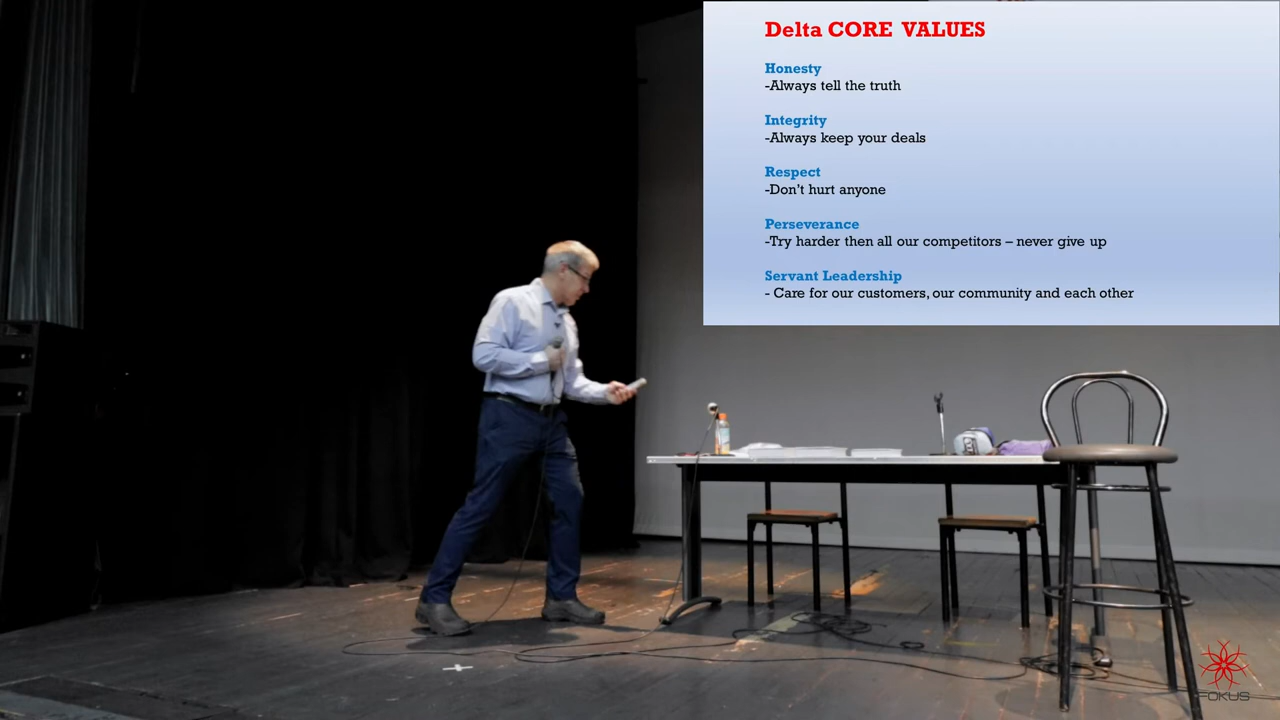 Delta CORE VALUES
Honesty
-Always tell the truth
Integrity
-Always keep your deals
Respect
-Don't hurt anyone
Perseverance
-Try harder then all our competitors – never give up
Servant Leadership
- Care for our customers, our community and each other
FOKUS